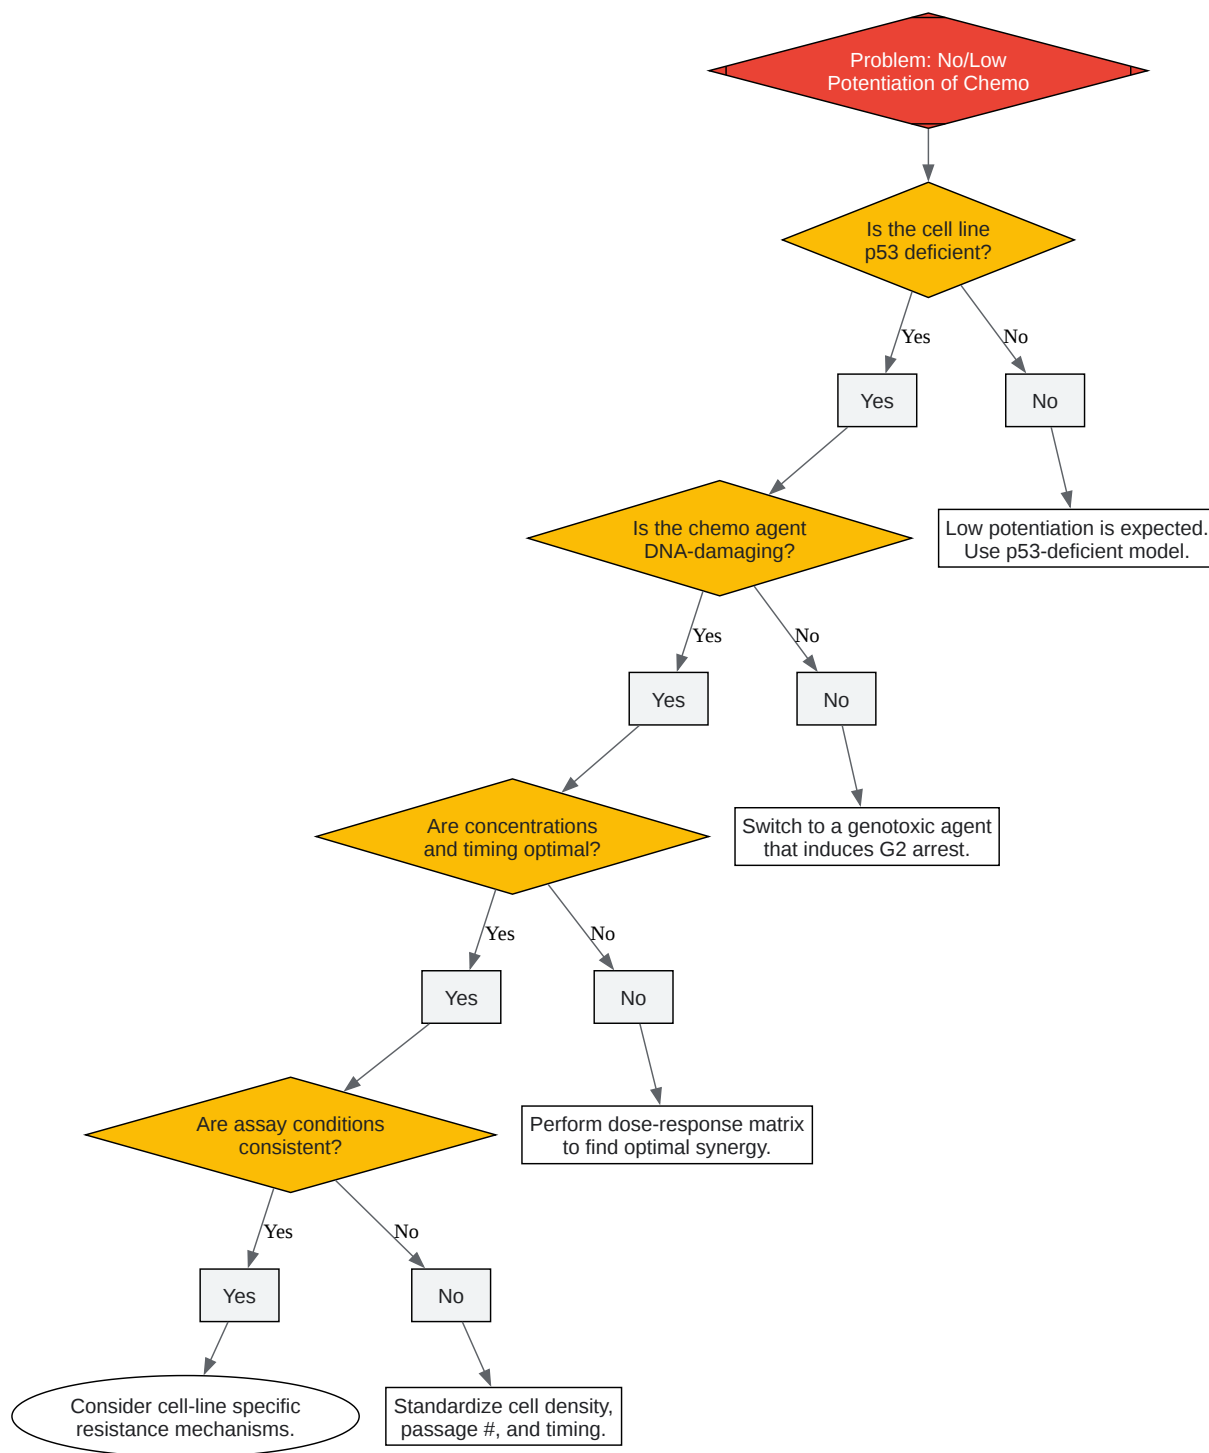 Problem: No/Low
Potentiation of Chemo
Is the cell line
p53 deficient?
Yes
No
Yes
No
Is the chemo agent
DNA-damaging?
Low potentiation is expected.
Use p53-deficient model.
Yes
No
Yes
No
Are concentrations
and timing optimal?
Switch to a genotoxic agent
that induces G2 arrest.
Yes
No
Yes
No
Are assay conditions
consistent?
Perform dose-response matrix
to find optimal synergy.
Yes
No
Yes
No
Consider cell-line specific
resistance mechanisms.
Standardize cell density,
passage #, and timing.